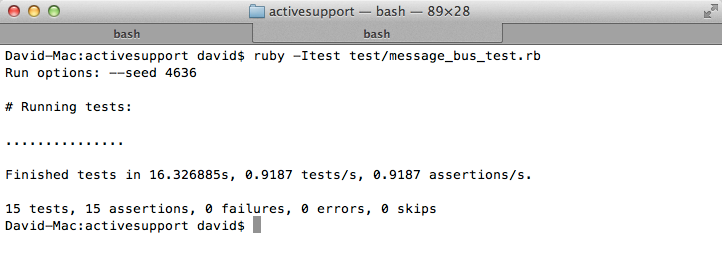 activesupport — bash — 89×28
bash
bash
David-Mac:activesupport david$ ruby -Itest test/message_bus_test.rb
Run options: --seed 4636
# Running tests:
...............
Finished tests in 16.326885s, 0.9187 tests/s, 0.9187 assertions/s.
15 tests, 15 assertions, 0 failures, 0 errors, 0 skips
David-Mac:activesupport david$